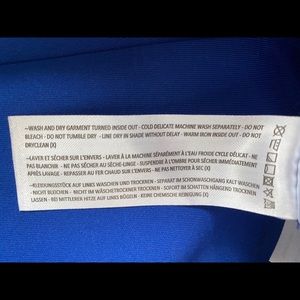 -WASH AND DRY GARMENT TURNED INSIDE OUT - COLD DELICATE MACHINE WASH SEPARATELY - DO NOT
BLEACH - DO NOT TUMBLE DRY - LINE DRY IN SHADE WITHOUT DELAY - WARM IRON INSIDE OUT - DO NOT
DRYCLEAN (X)
-LAVER ET SÉCHER SUR L'ENVERS - LAVER À LA MACHINE SÉPARÉMENT À L'EAU FROIDE CYCLE DÉLICAT - NE
PAS BLANCHIR - NE PAS SÉCHER EN MACHINE - SUSPENDRE À L'OMBRE POUR SÉCHER IMMÉDIATEMENT
APRÈS LAVAGE - REPASSER AU FER CHAUD SUR L'ENVERS - NE PAS NETTOYER À SEC (X)
-KLEIDUNGSSTÜCK AUF LINKS WASCHEN UND TROCKNEN - SEPARAT IM SCHONWASCHGANG KALT WASCHEN
- NICHT BLEICHEN - NICHT IM WÄSCHETROCKNER TROCKNEN - SOFORT IM SCHATTEN HÄNGEND TROCKNEN
LASSEN - BEI MITTLERER HITZE AUF LINKS BÜGELN - KEINE CHEMISCHE REINIGUNG (X)